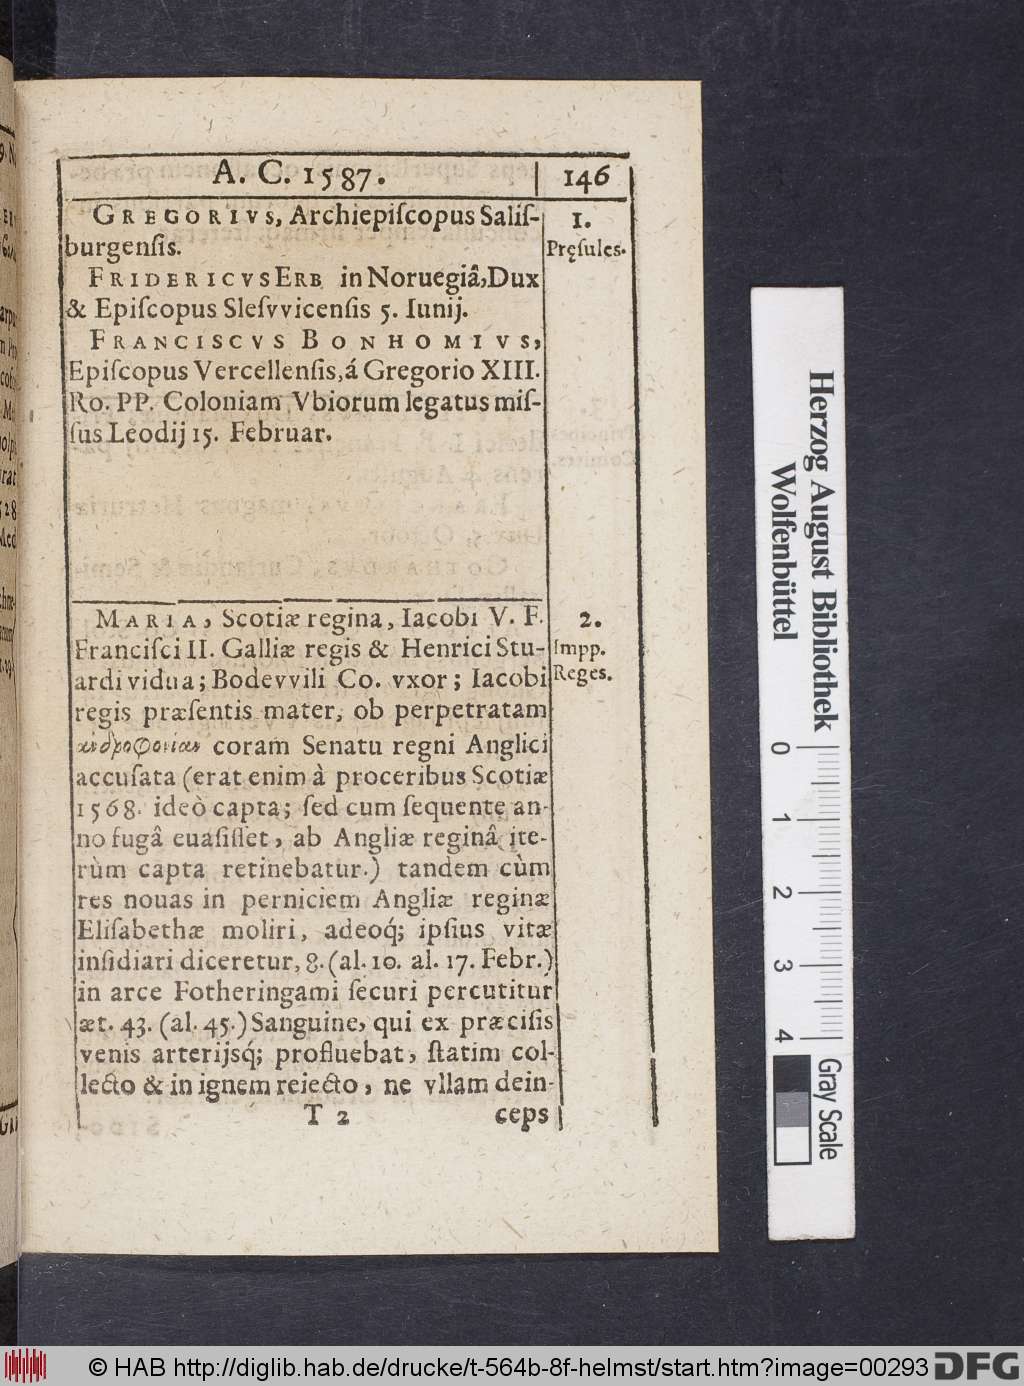 A. C. 1587.
146
GREGORIVS, Archiepiſcopus Saliſ-
burgenſis.
1.
Pręſules.
FRIDERICVS ERB. in Noruegiâ, Dux
& Epiſcopus Sleſvvicenſis 5. Iunij.
FRANCISCVS BONHOMIVS,
Epiſcopus Vercellenſis, á Gregorio XIII.
Ro. PP. Coloniam Vbiorum legatus miſ-
ſus Leodij 15. Februar.
MARIA, Scotiæ regina, Iacobi V. F.
Franciſci II. Galliæ regis & Henrici Stu-
ardi vidua; Bodevvili Co. vxor; Iacobi
regis præſentis mater, ob perpetratam
ἀνδροφονίαν coram Senatu regni Anglici
accuſata (erat enim à proceribus Scotiæ
1568. ideò capta; ſed cum ſequente an-
no fugâ euaſiſſet, ab Angliæ reginâ ite-
rùm capta retinebatur.) tandem cùm
res nouas in perniciem Angliæ reginæ
Eliſabethæ moliri, adeoq́; ipſius vitæ
inſidiari diceretur, 8. (al. 10. al. 17. Febr.)
in arce Fotheringami ſecuri percutitur
æt. 43. (al. 45.) Sanguine, qui ex præciſis
venis arterijsq́; profluebat, ſtatim col-
lecto & in ignem reiecto, ne vllam dein-
T 2
ceps
2.
Impp.
Reges.
Herzog August Bibliothek
Wolfenbüttel
0 1 2 3 4
Gray Scale
© HAB http://diglib.hab.de/drucke/t-564b-8f-helmst/start.htm?image=00293
DFG